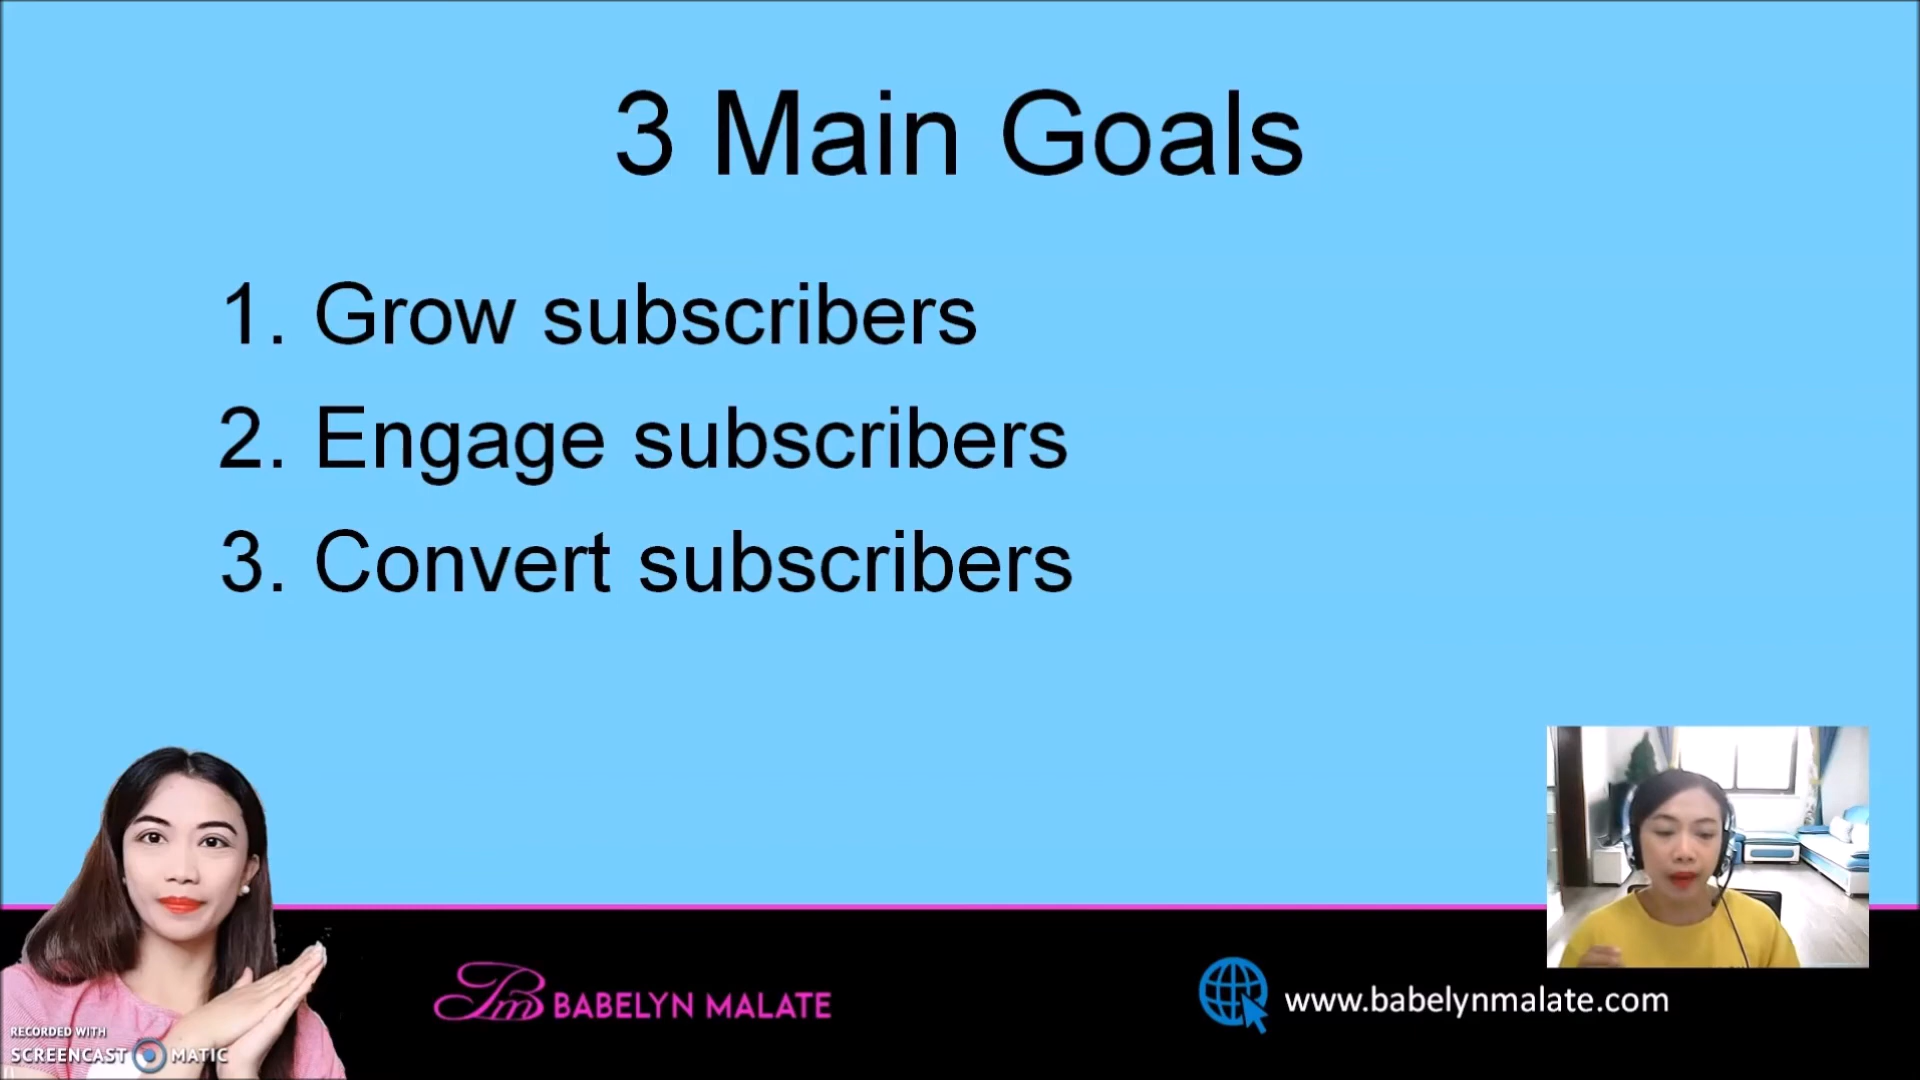 3 Main Goals
1. Grow subscribers
2. Engage subscribers
3. Convert subscribers
BABELYN MALATE
www.babelynmalate.com
RECORDED WITH
SCREENCAST MATIC